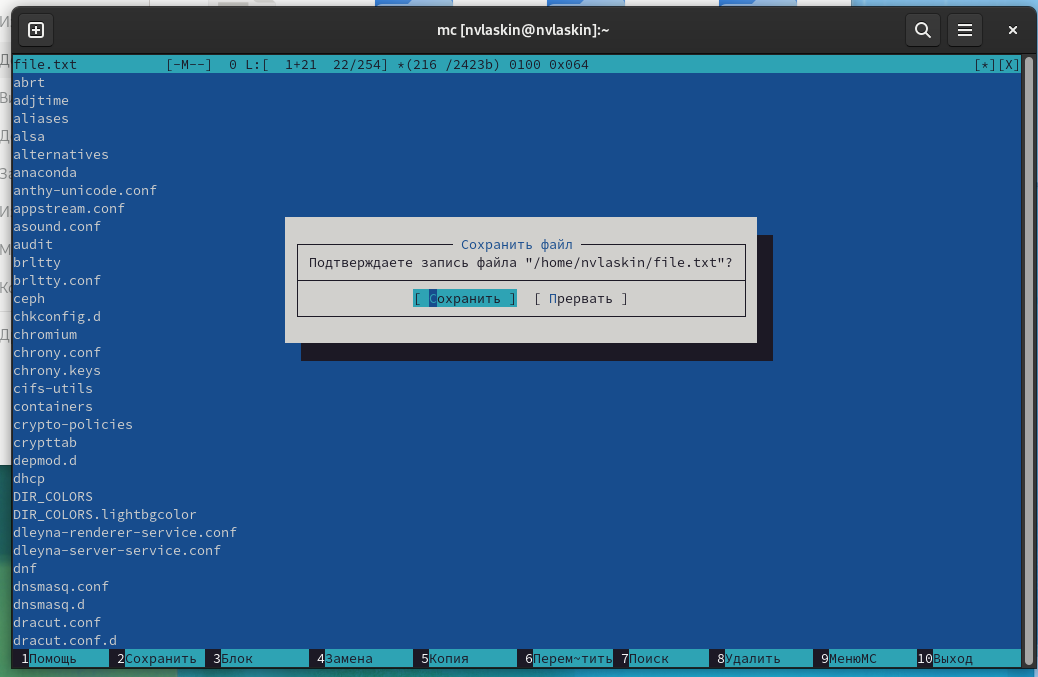 mc [nvlaskin@nvlaskin]:~
file.txt [-M--] 0 L:[ 1+21 22/254] *(216 /2423b) 0100 0x064 [*][X]
abrt
adjtime
aliases
alsa
alternatives
anaconda
anthy-unicode.conf
appstream.conf
asound.conf
audit
brltty
brltty.conf
ceph
chkconfig.d
chromium
chrony.conf
chrony.keys
cifs-utils
containers
crypto-policies
crypttab
depmod.d
dhcp
DIR_COLORS
DIR_COLORS.lightbgcolor
dleyna-renderer-service.conf
dleyna-server-service.conf
dnf
dnsmasq.conf
dnsmasq.d
dracut.conf
dracut.conf.d
Сохранить файл
Подтверждаете запись файла "/home/nvlaskin/file.txt"?
[ Сохранить ] [ Прервать ]
1Помощь 2Сохранить 3Блок 4Замена 5Копия 6Перем~тить 7Поиск 8Удалить 9МенюMC 10Выход